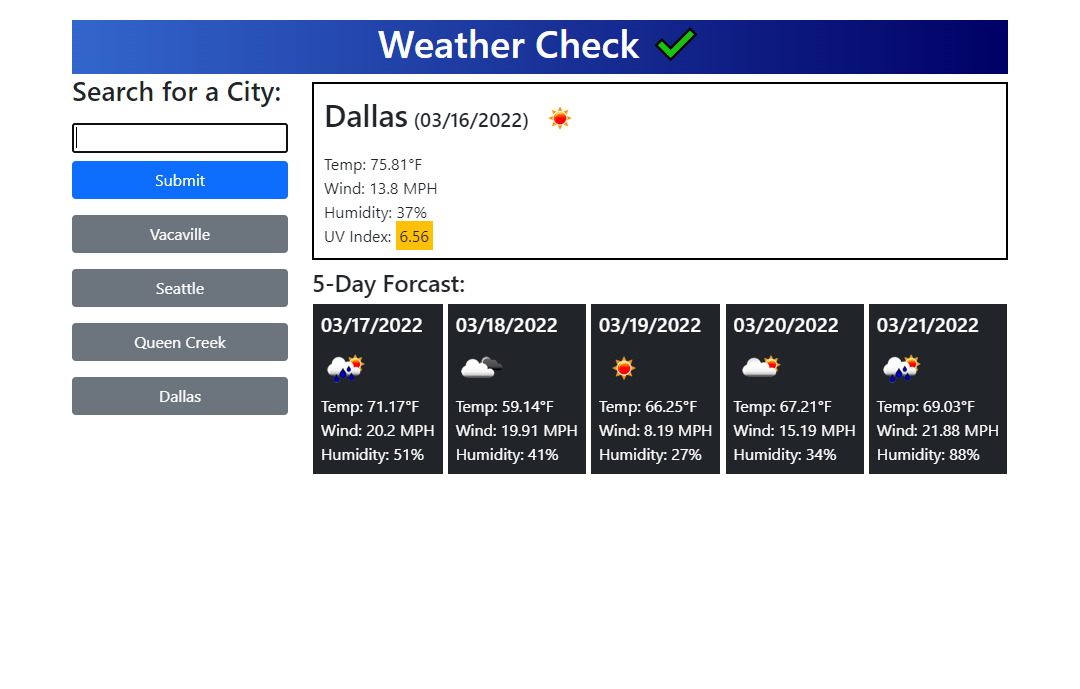 Weather Check
Search for a City:
Submit
Vacaville
Seattle
Queen Creek
Dallas
Dallas (03/16/2022)
Temp: 75.81°F
Wind: 13.8 MPH
Humidity: 37%
UV Index: 6.56
5-Day Forcast:
03/17/2022
Temp: 71.17°F
Wind: 20.2 MPH
Humidity: 51%
03/18/2022
Temp: 59.14°F
Wind: 19.91 MPH
Humidity: 41%
03/19/2022
Temp: 66.25°F
Wind: 8.19 MPH
Humidity: 27%
03/20/2022
Temp: 67.21°F
Wind: 15.19 MPH
Humidity: 34%
03/21/2022
Temp: 69.03°F
Wind: 21.88 MPH
Humidity: 88%